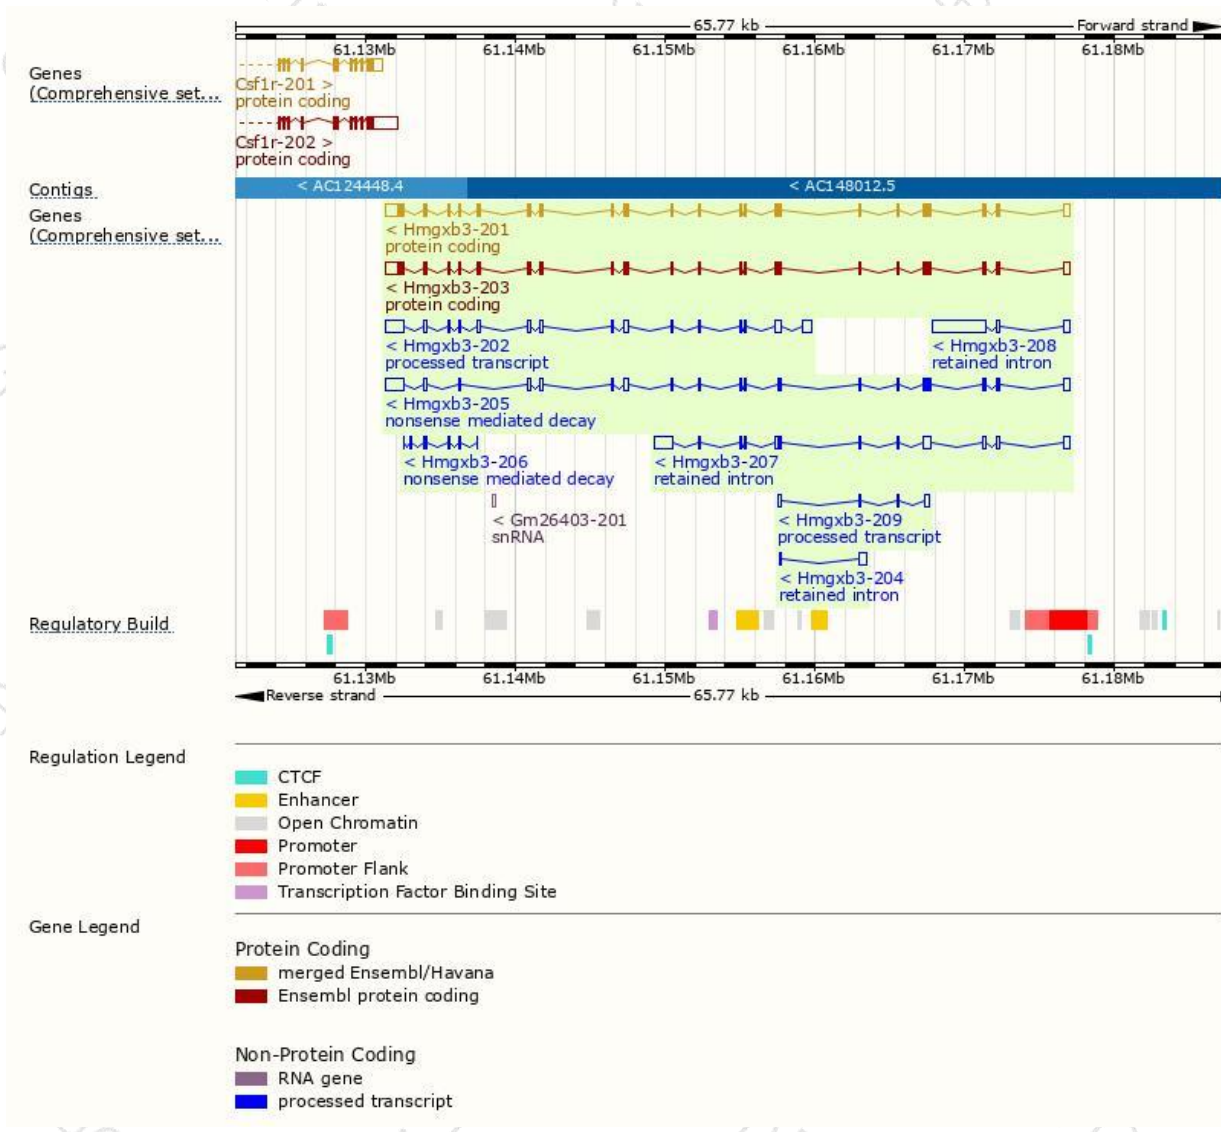 65.77 kb Forward strand
61.13Mb 61.14Mb 61.15Mb 61.16Mb 61.17Mb 61.18Mb
Genes
(Comprehensive set...
Csf1r-201 >
protein coding
Csf1r-202 >
protein coding
Contigs
< AC124448.4 < AC148012.5
Genes
(Comprehensive set...
< Hmgxb3-201
protein coding
< Hmgxb3-203
protein coding
< Hmgxb3-202 < Hmgxb3-208
processed transcript retained intron
< Hmgxb3-205
nonsense mediated decay
< Hmgxb3-206 < Hmgxb3-207
nonsense mediated decay retained intron
< Gm26403-201 < Hmgxb3-209
snRNA processed transcript
< Hmgxb3-204
retained intron
Regulatory Build
61.13Mb 61.14Mb 61.15Mb 61.16Mb 61.17Mb 61.18Mb
Reverse strand 65.77 kb
Regulation Legend
CTCF
Enhancer
Open Chromatin
Promoter
Promoter Flank
Transcription Factor Binding Site
Gene Legend
Protein Coding
merged Ensembl/Havana
Ensembl protein coding
Non-Protein Coding
RNA gene
processed transcript